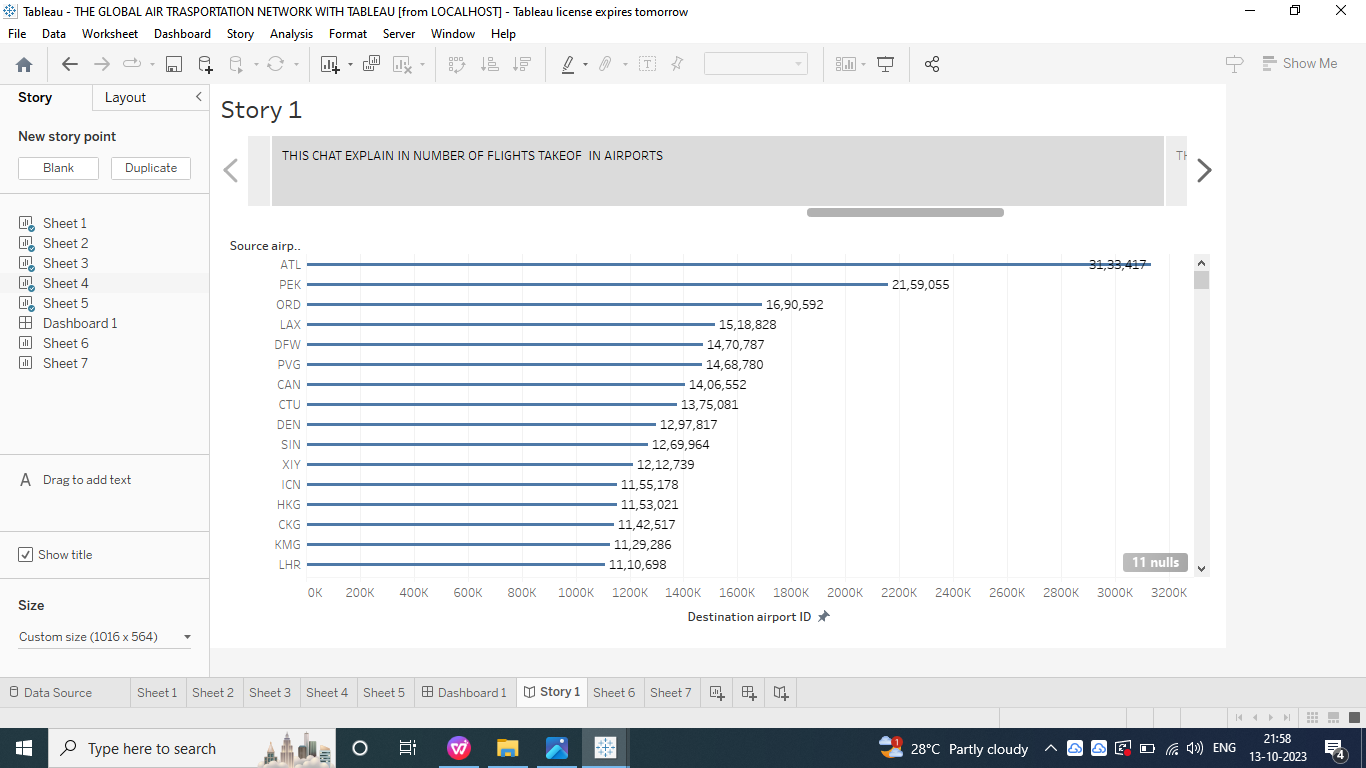 Tableau - THE GLOBAL AIR TRASPORTATION NETWORK WITH TABLEAU [from LOCALHOST] - Tableau license expires tomorrow
File Data Worksheet Dashboard Story Analysis Format Server Window Help
Show Me
Story Layout
New story point
Blank Duplicate
Sheet 1
Sheet 2
Sheet 3
Sheet 4
Sheet 5
Dashboard 1
Sheet 6
Sheet 7
A Drag to add text
Show title
Size
Custom size (1016 x 564)
Story 1
THIS CHAT EXPLAIN IN NUMBER OF FLIGHTS TAKEOF IN AIRPORTS
Source airp..
ATL 31,33,417
PEK 21,59,055
ORD 16,90,592
LAX 15,18,828
DFW 14,70,787
PVG 14,68,780
CAN 14,06,552
CTU 13,75,081
DEN 12,97,817
SIN 12,69,964
XIY 12,12,739
ICN 11,55,178
HKG 11,53,021
CKG 11,42,517
KMG 11,29,286
LHR 11,10,698
11 nulls
0K 200K 400K 600K 800K 1000K 1200K 1400K 1600K 1800K 2000K 2200K 2400K 2600K 2800K 3000K 3200K
Destination airport ID
Data Source Sheet 1 Sheet 2 Sheet 3 Sheet 4 Sheet 5 Dashboard 1 Story 1 Sheet 6 Sheet 7
Type here to search
28°C Partly cloudy
ENG
21:58
13-10-2023
4